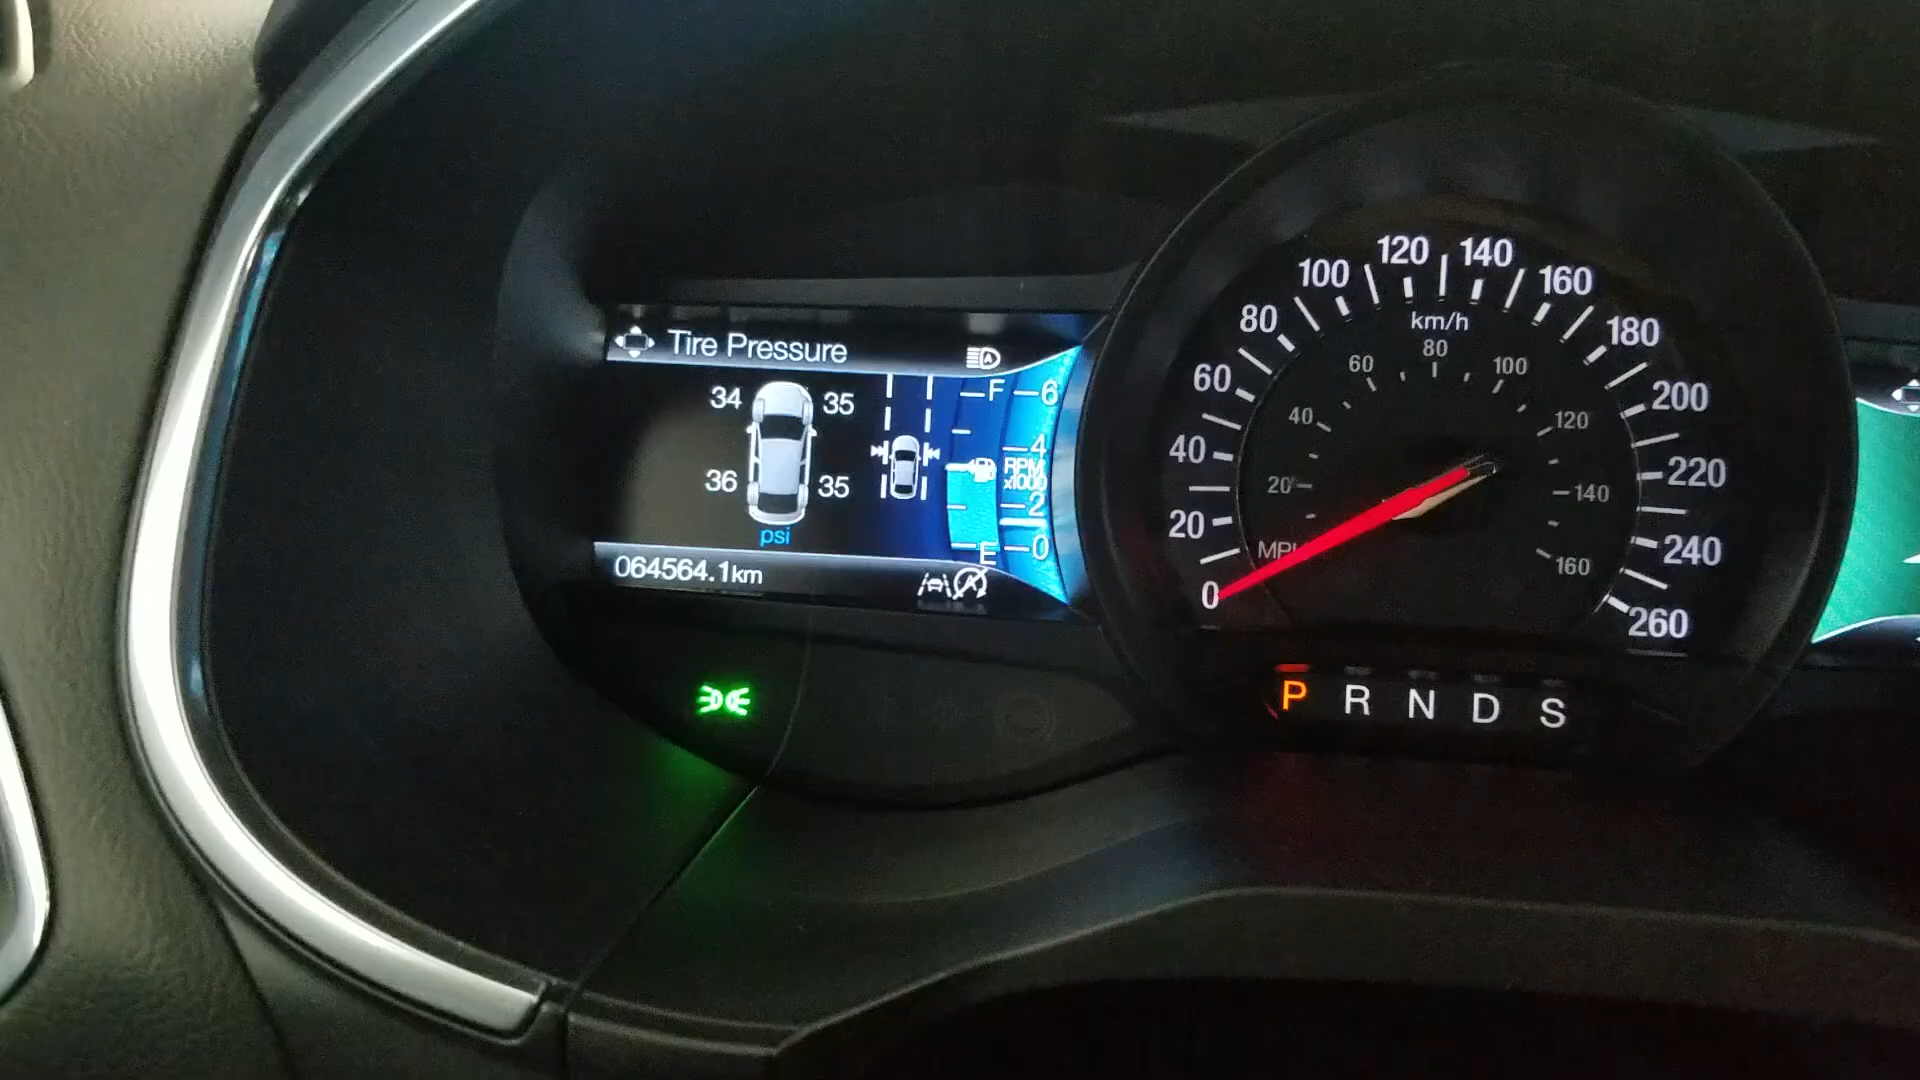 Tire Pressure
34 35
36 35
psi
064564.1km
F
E
6
4
RPM
x1000
2
0
0 20 40 60 80 100 120 140 160 180 200 220 240 260
km/h
20 40 60 80 100 120 140 160
MPH
P R N D S